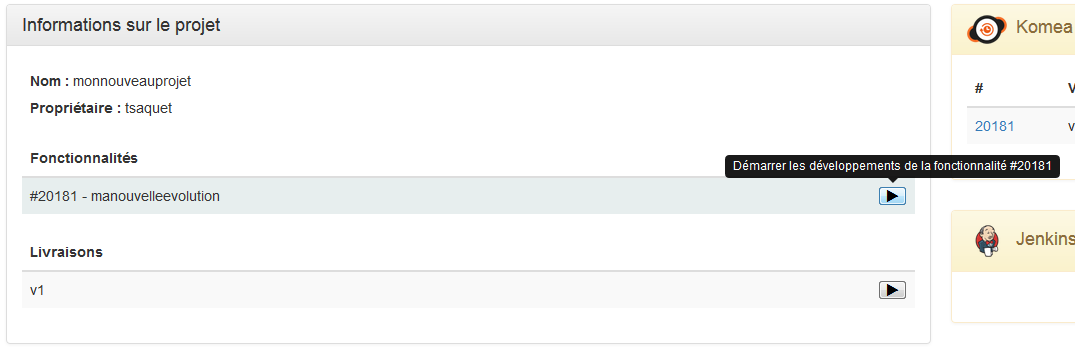 Informations sur le projet
Nom : monnouveauprojet
Propriétaire : tsaquet
Fonctionnalités
Démarrer les développements de la fonctionnalité #20181
#20181 - manouvelleevolution
Livraisons
v1
Komea
# V
20181 v
Jenkins